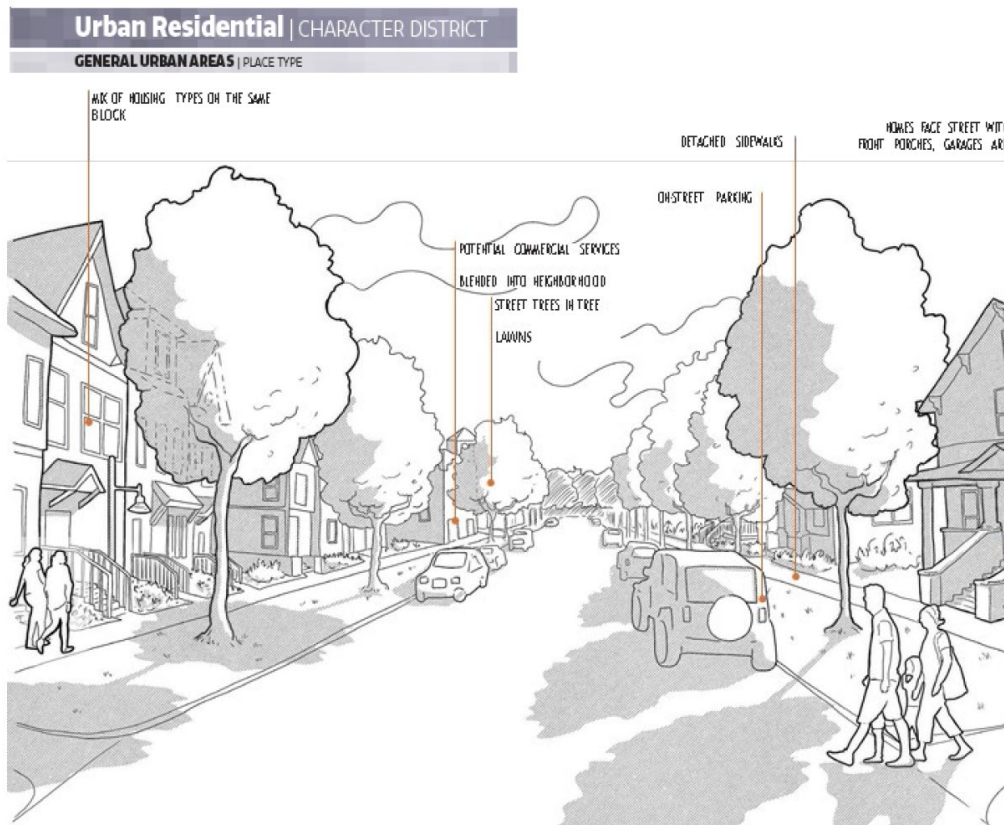 Urban Residential | CHARACTER DISTRICT
GENERAL URBAN AREAS | PLACE TYPE
MIX OF HOUSING TYPES ON THE SAME
BLOCK
DETACHED SIDEWALKS
HOMES FACE STREET WIT
FRONT PORCHES, GARAGES AR
ON-STREET PARKING
POTENTIAL COMMERCIAL SERVICES
BLENDED INTO NEIGHBORHOOD
STREET TREES IN TREE
LAWNS